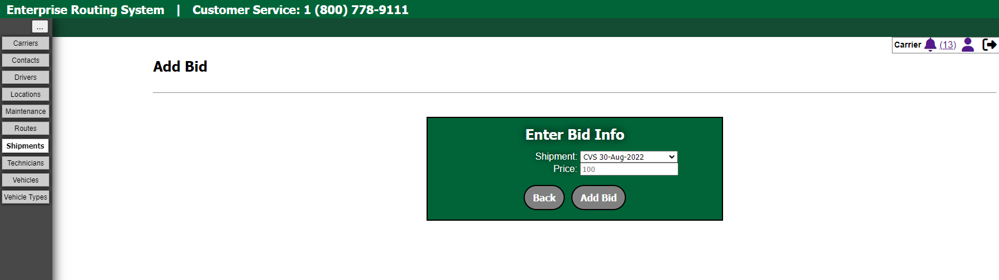 Enterprise Routing System | Customer Service: 1 (800) 778-9111
...
Carriers
Contacts
Drivers
Locations
Maintenance
Routes
Shipments
Technicians
Vehicles
Vehicle Types
Carrier (13)
Add Bid
Enter Bid Info
Shipment: CVS 30-Aug-2022
Price: 100
Back Add Bid